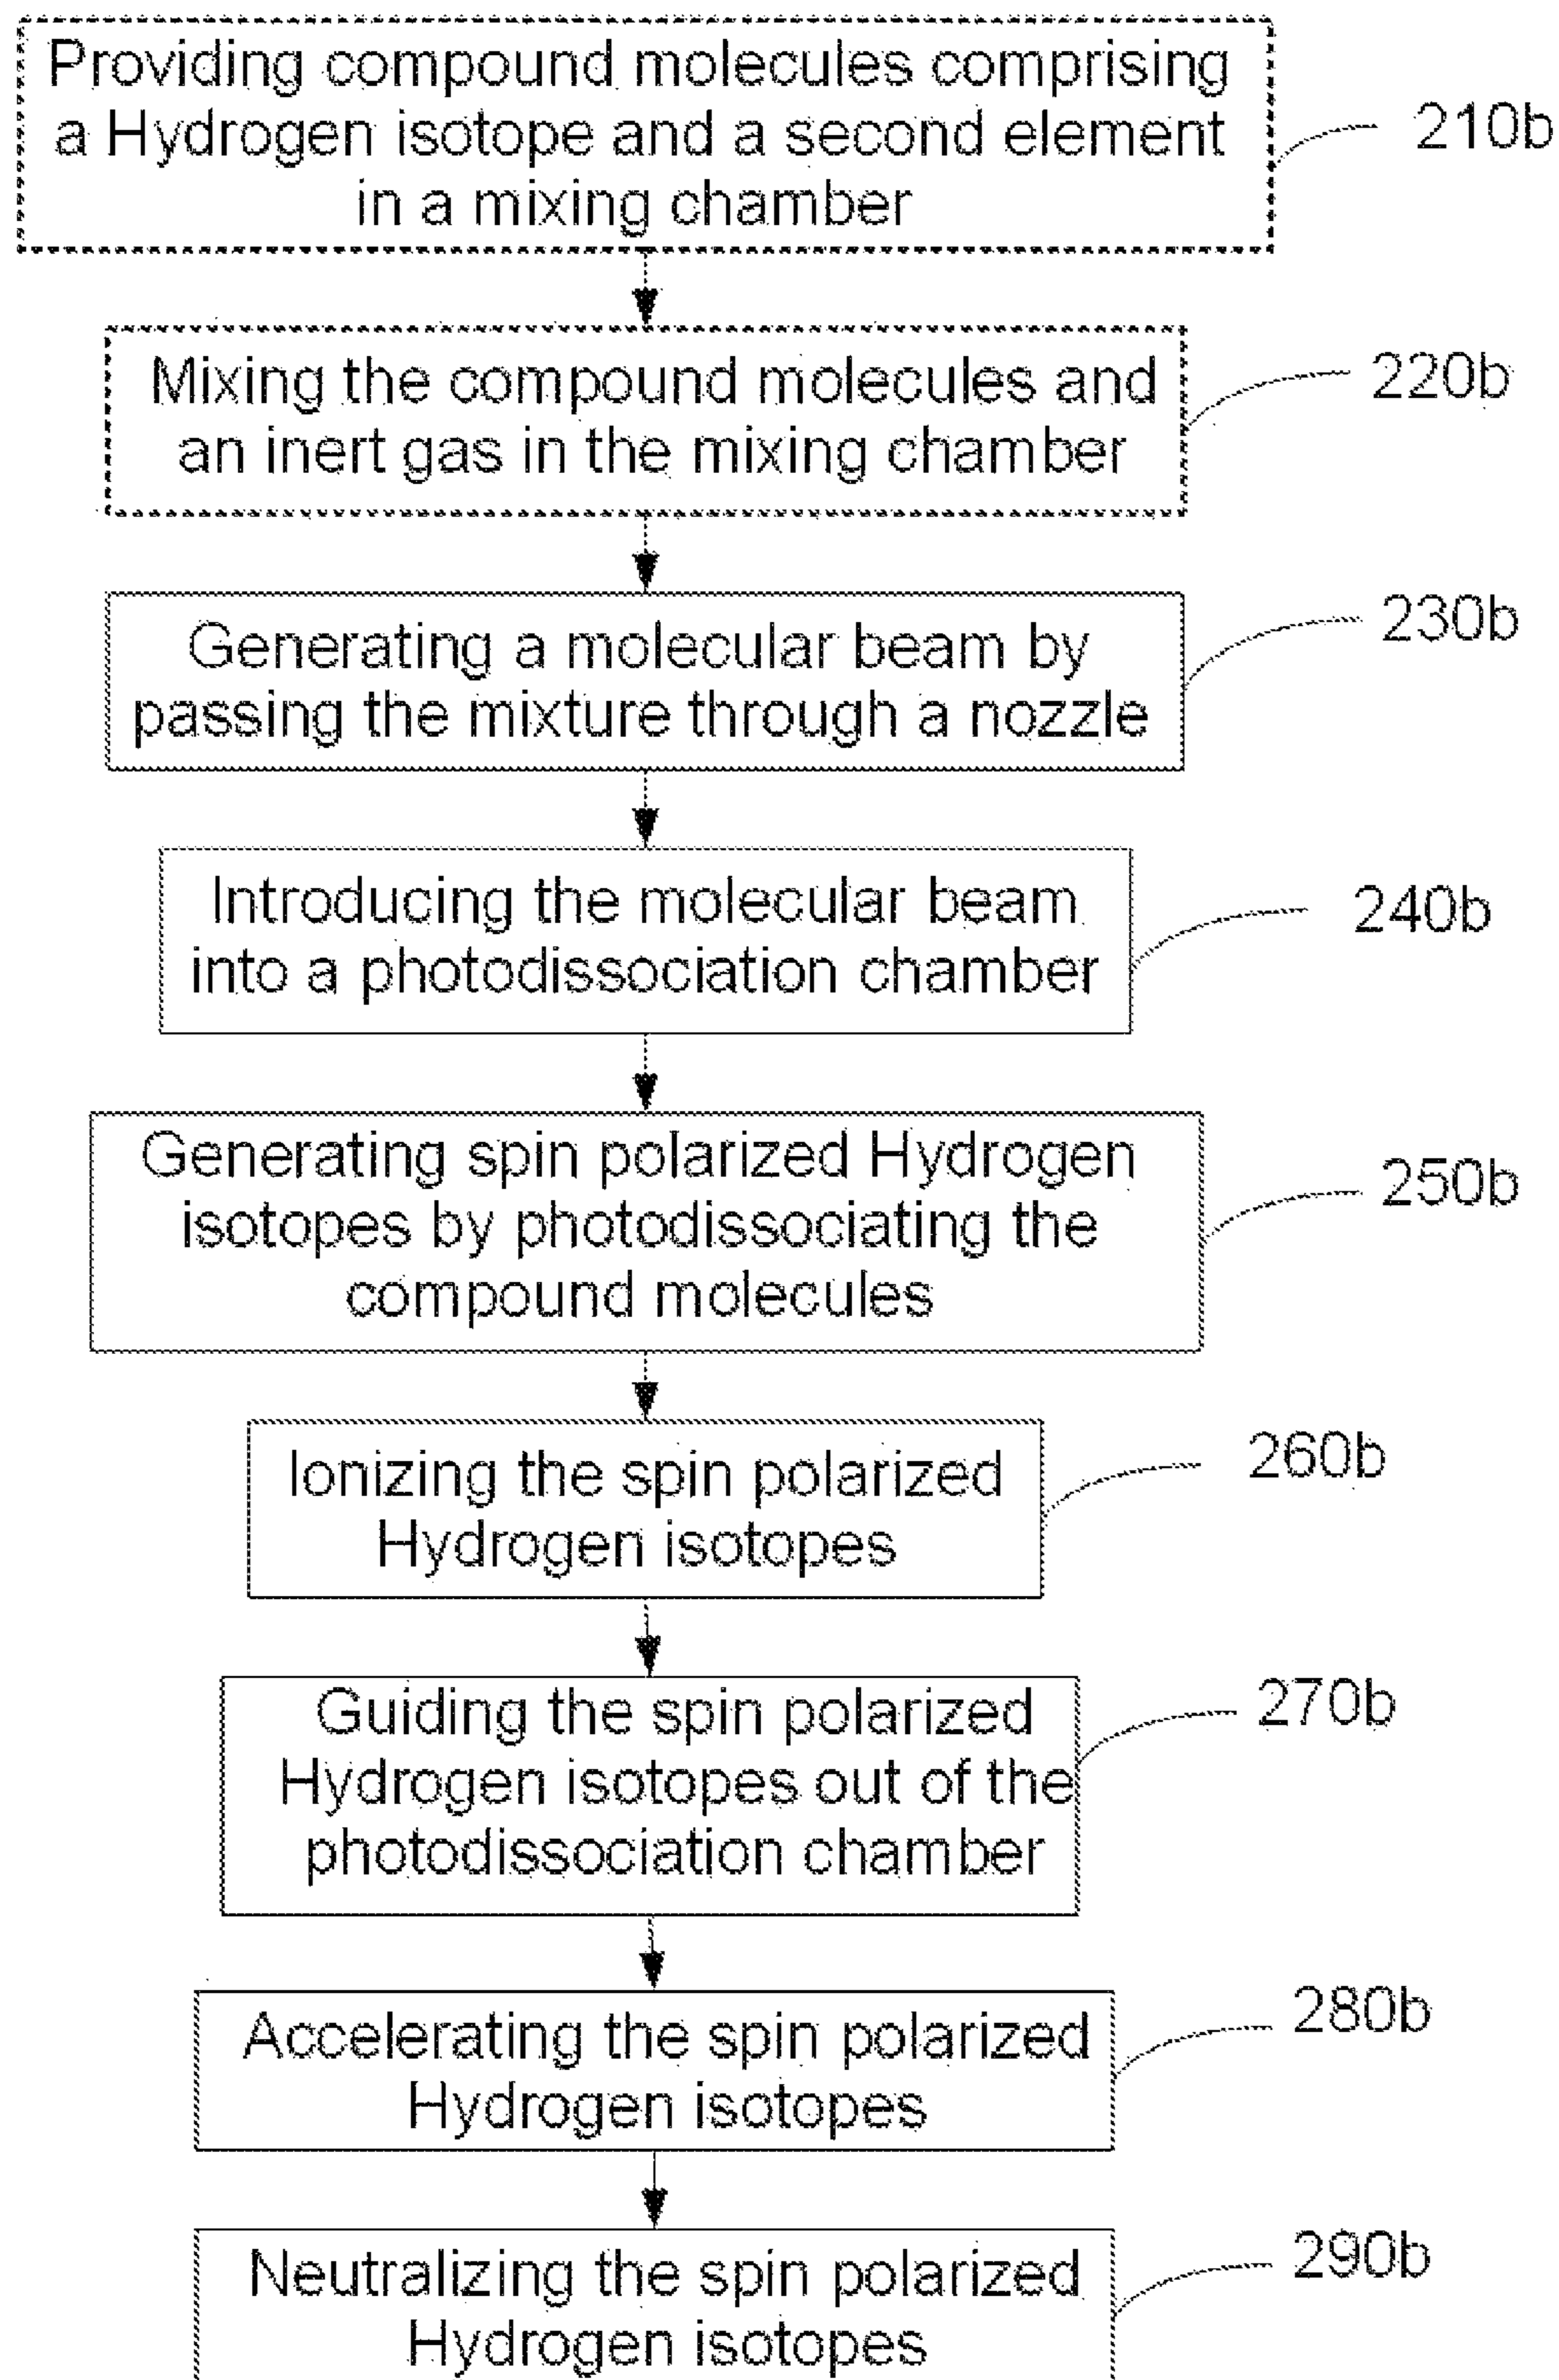 Providing compound molecules comprising
a Hydrogen isotope and a second element
in a mixing chamber
210b
Mixing the compound molecules and
an inert gas in the mixing chamber
220b
Generating a molecular beam by
passing the mixture through a nozzle
230b
Introducing the molecular beam
into a photodissociation chamber
240b
Generating spin polarized Hydrogen
isotopes by photodissociating the
compound molecules
250b
Ionizing the spin polarized
Hydrogen isotopes
260b
Guiding the spin polarized
Hydrogen isotopes out of the
photodissociation chamber
270b
Accelerating the spin polarized
Hydrogen isotopes
280b
Neutralizing the spin polarized
Hydrogen isotopes
290b